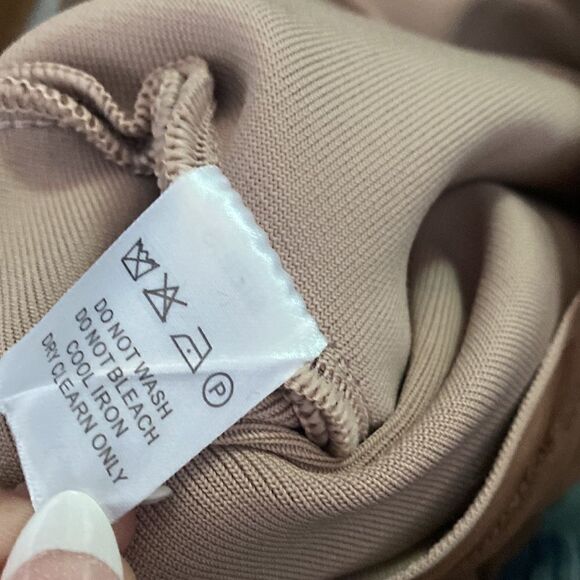 P
DO NOT WASH
DO NOT BLEACH
COOL IRON
DRY CLEARN ONLY